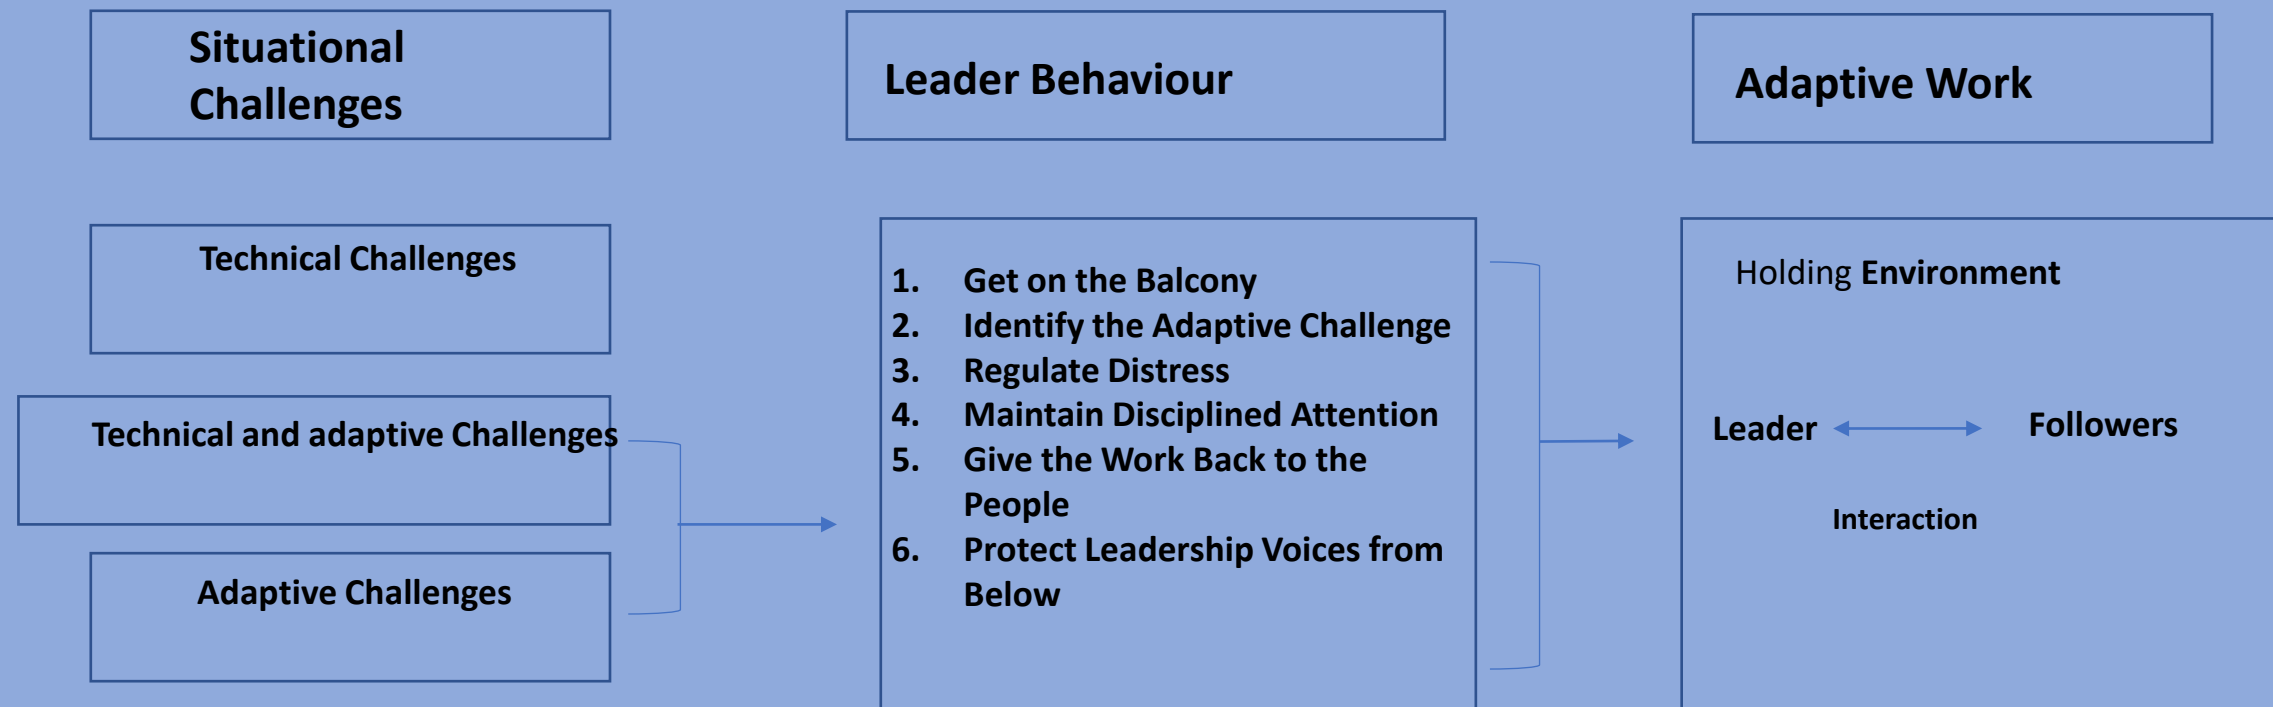 Situational
Challenges
Leader Behaviour
Adaptive Work
Technical Challenges
Technical and adaptive Challenges
Adaptive Challenges
1. Get on the Balcony
2. Identify the Adaptive Challenge
3. Regulate Distress
4. Maintain Disciplined Attention
5. Give the Work Back to the
People
6. Protect Leadership Voices from
Below
Holding Environment
Leader Followers
Interaction